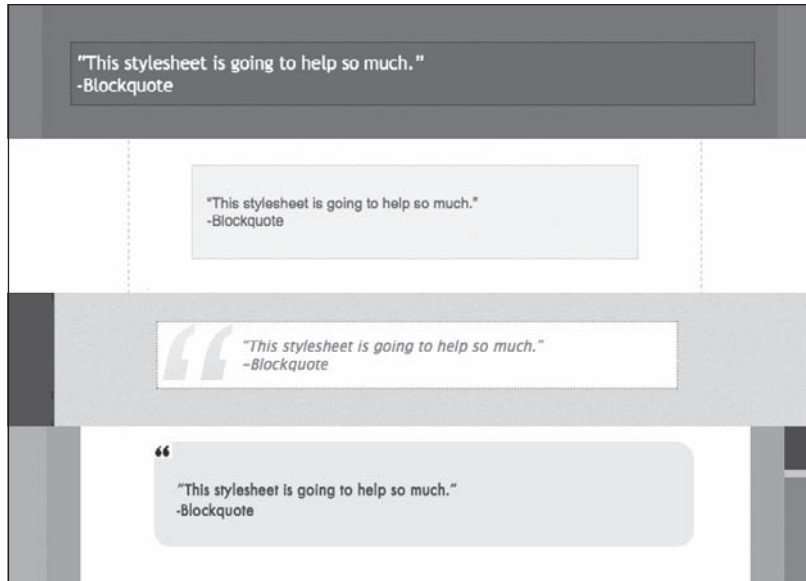 "This stylesheet is going to help so much."
-Blockquote
"This stylesheet is going to help so much."
-Blockquote
“
"This stylesheet is going to help so much."
–Blockquote
“
"This stylesheet is going to help so much."
-Blockquote